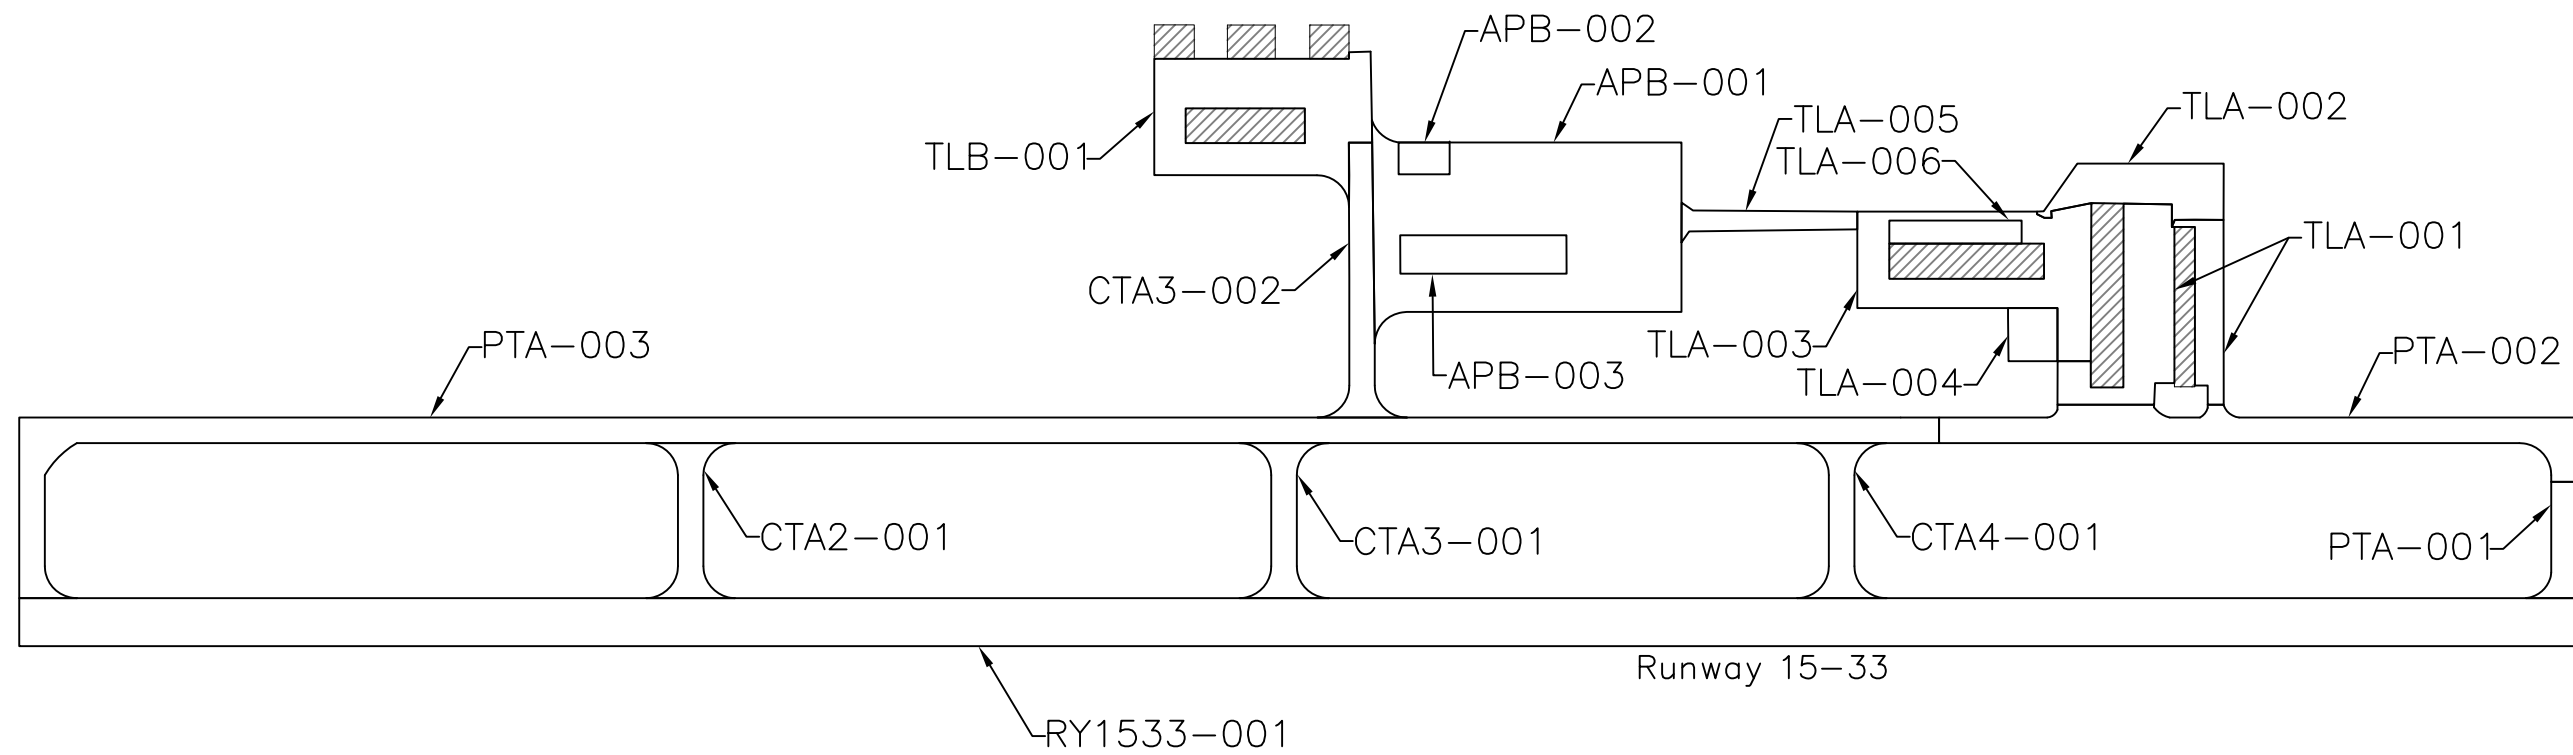 APB-002
APB-001
TLA-002
TLA-005
TLB-001
TLA-006
TLA-001
CTA3-002
PTA-003
TLA-003
PTA-002
APB-003
TLA-004
CTA2-001
CTA3-001
CTA4-001
PTA-001
Runway 15-33
RY1533-001